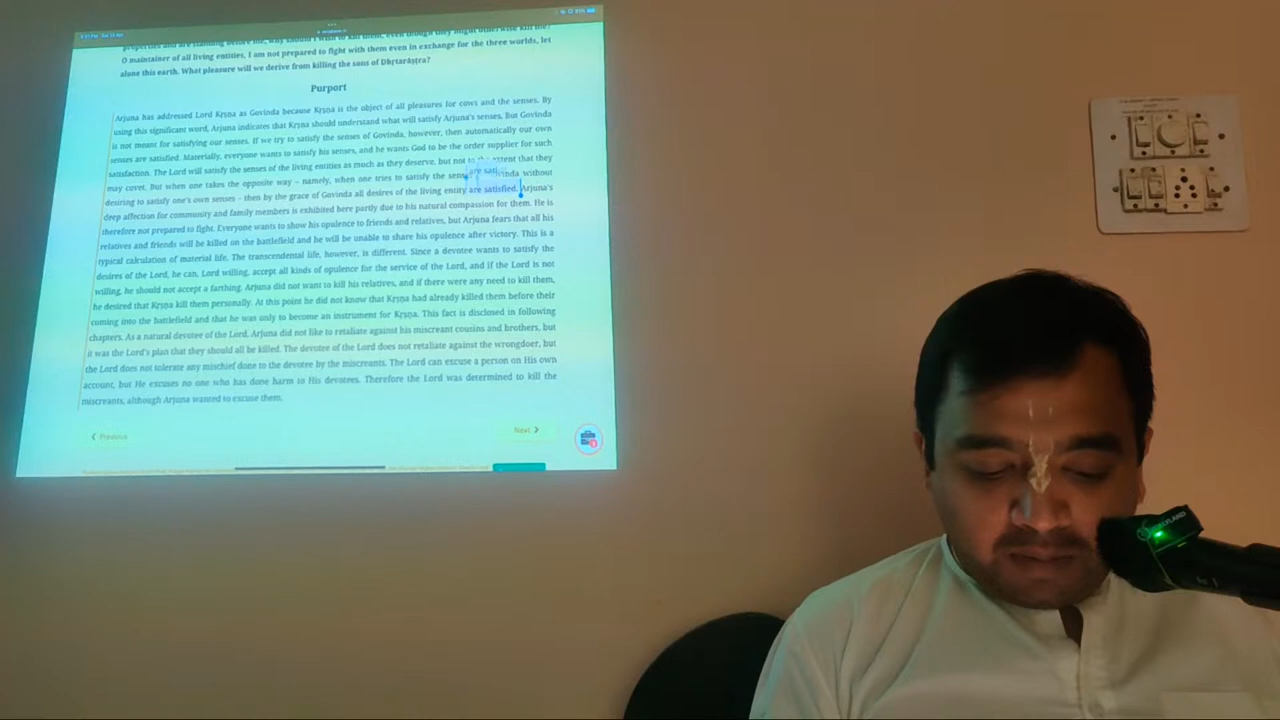 O maintainer of all living entities, I am not prepared to fight with them even in exchange for the three worlds, let
alone this earth. What pleasure will we derive from killing the sons of Dhṛtarāṣṭra?
Purport
Arjuna has addressed Lord Kṛṣṇa as Govinda because Kṛṣṇa is the object of all pleasures for cows and the senses. By
using this significant word, Arjuna indicates that Kṛṣṇa should understand what will satisfy Arjuna's senses. But Govinda
is not meant for satisfying our senses. If we try to satisfy the senses of Govinda, however, then automatically our own
senses are satisfied. Materially, everyone wants to satisfy his senses, and he wants God to be the order supplier for such
satisfaction. The Lord will satisfy the senses of the living entities as much as they deserve, but not to the extent that they
may covet. But when one takes the opposite way – namely, when one tries to satisfy the without
desiring to satisfy one's own senses – then by the grace of Govinda all desires of the living entity are satisfied. Arjuna's
deep affection for community and family members is exhibited here partly due to his natural compassion for them. He is
therefore not prepared to fight. Everyone wants to show his opulence to friends and relatives, but Arjuna fears that all his
relatives and friends will be killed on the battlefield and he will be unable to share his opulence after victory. This is a
typical calculation of material life. The transcendental life, however, is different. Since a devotee wants to satisfy the
desires of the Lord, he can, Lord willing, accept all kinds of opulence for the service of the Lord, and if the Lord is not
willing, he should not accept a farthing. Arjuna did not want to kill his relatives, and if there were any need to kill them,
he desired that Kṛṣṇa kill them personally. At this point he did not know that Kṛṣṇa had already killed them before their
coming into the battlefield and that he was only to become an instrument for Kṛṣṇa. This fact is disclosed in following
chapters. As a natural devotee of the Lord, Arjuna did not like to retaliate against his miscreant cousins and brothers, but
it was the Lord's plan that they should all be killed. The devotee of the Lord does not retaliate against the wrongdoer, but
the Lord does not tolerate any mischief done to the devotee by the miscreants. The Lord can excuse a person on His own
account, but He excuses no one who has done harm to His devotees. Therefore the Lord was determined to kill the
miscreants, although Arjuna wanted to excuse them.
Previous
Next